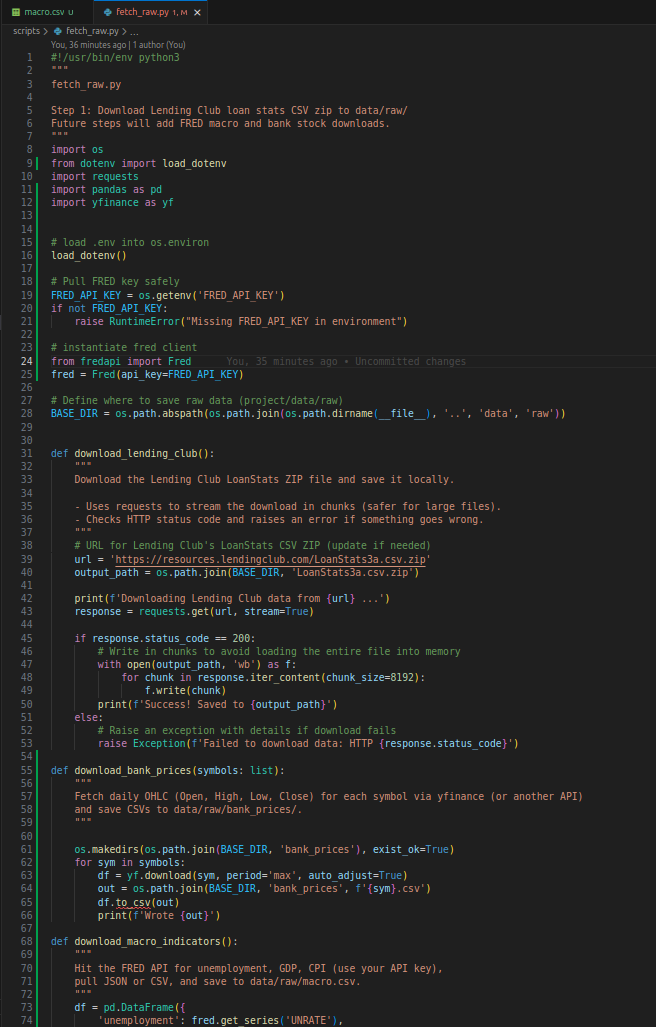 macro.csv U
fetch_raw.py 1, M
scripts > fetch_raw.py > ...
You, 36 minutes ago | 1 author (You)
1 #!/usr/bin/env python3
2 """
3 fetch_raw.py
4
5 Step 1: Download Lending Club loan stats CSV zip to data/raw/
6 Future steps will add FRED macro and bank stock downloads.
7 """
8 import os
9 from dotenv import load_dotenv
10 import requests
11 import pandas as pd
12 import yfinance as yf
13
14
15 # load .env into os.environ
16 load_dotenv()
17
18 # Pull FRED key safely
19 FRED_API_KEY = os.getenv('FRED_API_KEY')
20 if not FRED_API_KEY:
21     raise RuntimeError("Missing FRED_API_KEY in environment")
22
23 # instantiate fred client
24 from fredapi import Fred You, 35 minutes ago • Uncommitted changes
25 fred = Fred(api_key=FRED_API_KEY)
26
27 # Define where to save raw data (project/data/raw)
28 BASE_DIR = os.path.abspath(os.path.join(os.path.dirname(__file__), '..', 'data', 'raw'))
29
30
31 def download_lending_club():
32     """
33     Download the Lending Club LoanStats ZIP file and save it locally.
34
35     - Uses requests to stream the download in chunks (safer for large files).
36     - Checks HTTP status code and raises an error if something goes wrong.
37     """
38     # URL for Lending Club's LoanStats CSV ZIP (update if needed)
39     url = 'https://resources.lendingclub.com/LoanStats3a.csv.zip'
40     output_path = os.path.join(BASE_DIR, 'LoanStats3a.csv.zip')
41
42     print(f'Downloading Lending Club data from {url} ...')
43     response = requests.get(url, stream=True)
44
45     if response.status_code == 200:
46         # Write in chunks to avoid loading the entire file into memory
47         with open(output_path, 'wb') as f:
48             for chunk in response.iter_content(chunk_size=8192):
49                 f.write(chunk)
50         print(f'Success! Saved to {output_path}')
51     else:
52         # Raise an exception with details if download fails
53         raise Exception(f'Failed to download data: HTTP {response.status_code}')
54
55 def download_bank_prices(symbols: list):
56     """
57     Fetch daily OHLC (Open, High, Low, Close) for each symbol via yfinance (or another API)
58     and save CSVs to data/raw/bank_prices/.
59     """
60
61     os.makedirs(os.path.join(BASE_DIR, 'bank_prices'), exist_ok=True)
62     for sym in symbols:
63         df = yf.download(sym, period='max', auto_adjust=True)
64         out = os.path.join(BASE_DIR, 'bank_prices', f'{sym}.csv')
65         df.to_csv(out)
66         print(f'Wrote {out}')
67
68 def download_macro_indicators():
69     """
70     Hit the FRED API for unemployment, GDP, CPI (use your API key),
71     pull JSON or CSV, and save to data/raw/macro.csv.
72     """
73     df = pd.DataFrame({
74         'unemployment': fred.get_series('UNRATE'),